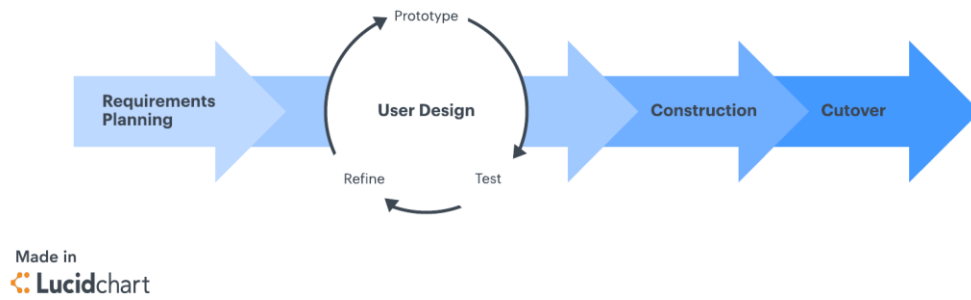 Prototype
Requirements
Planning
User Design
Construction
Cutover
Refine
Test
Made in
Lucidchart